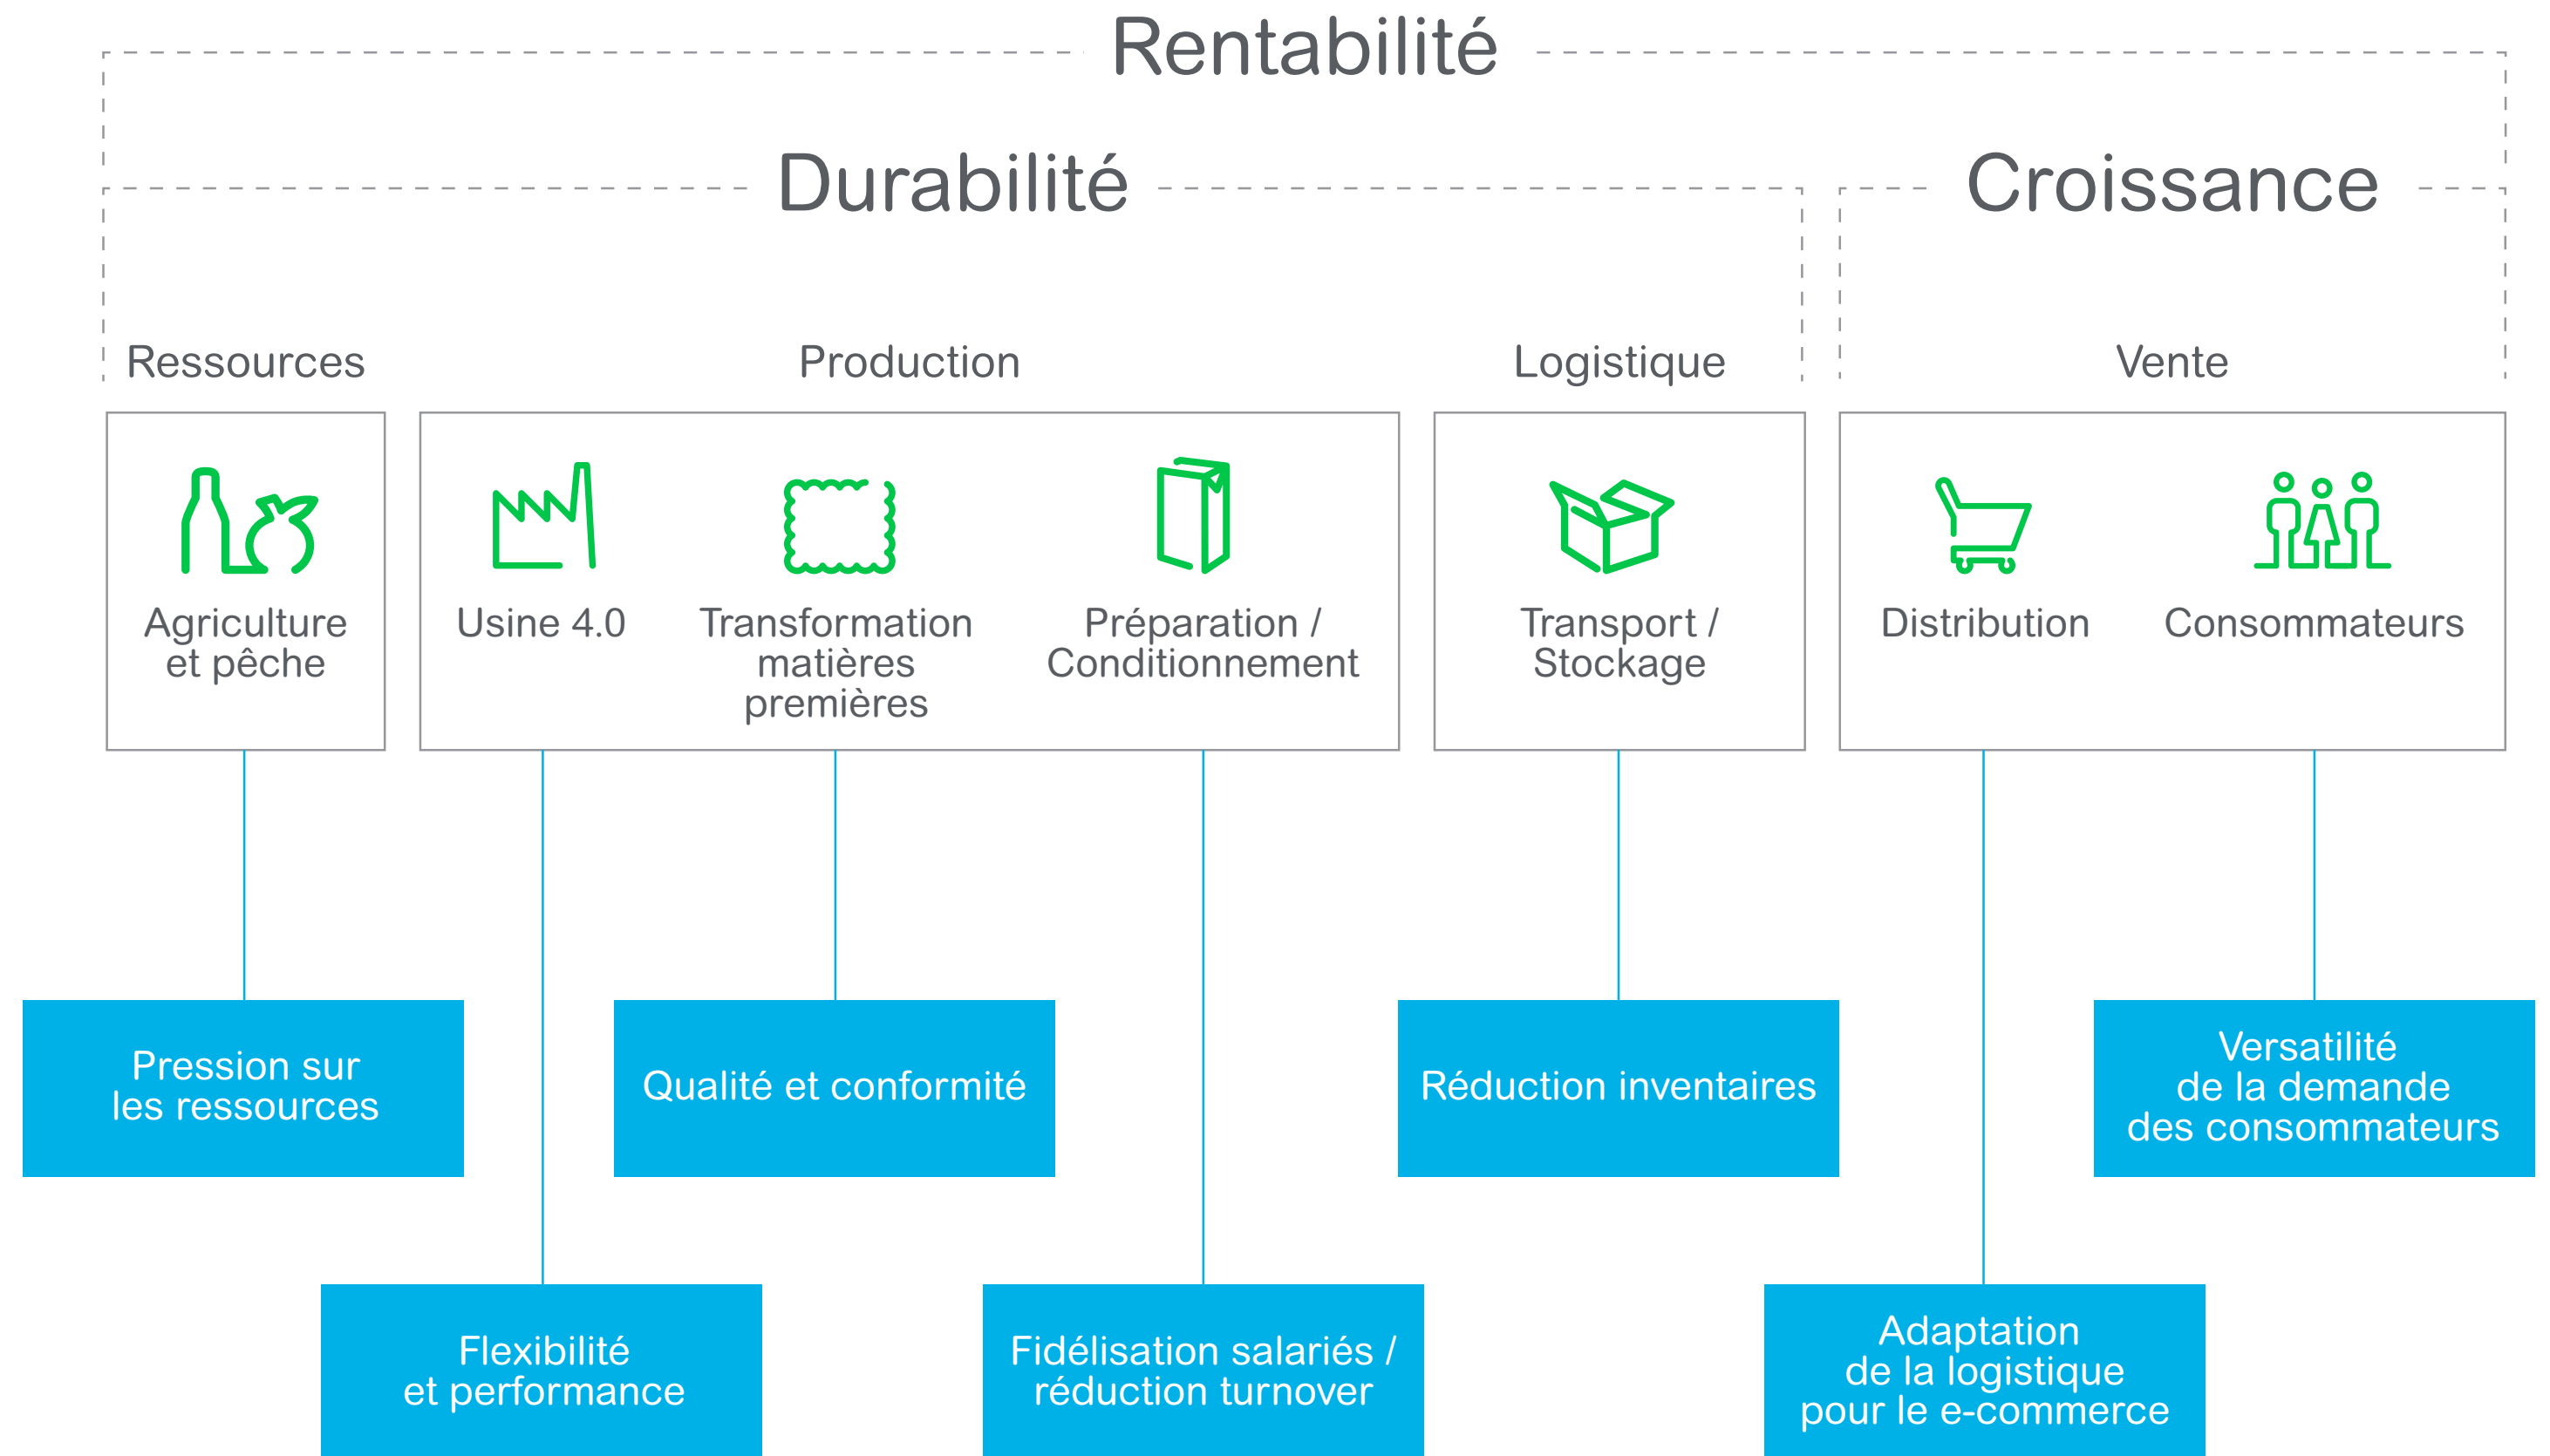 Rentabilité
Durabilité
Croissance
Ressources
Production
Logistique
Vente
Agriculture
et pêche
Usine 4.0
Transformation
matières
premières
Préparation /
Conditionnement
Transport /
Stockage
Distribution
Consommateurs
Pression sur
les ressources
Qualité et conformité
Réduction inventaires
Versatilité
de la demande
des consommateurs
Flexibilité
et performance
Fidélisation salariés /
réduction turnover
Adaptation
de la logistique
pour le e-commerce